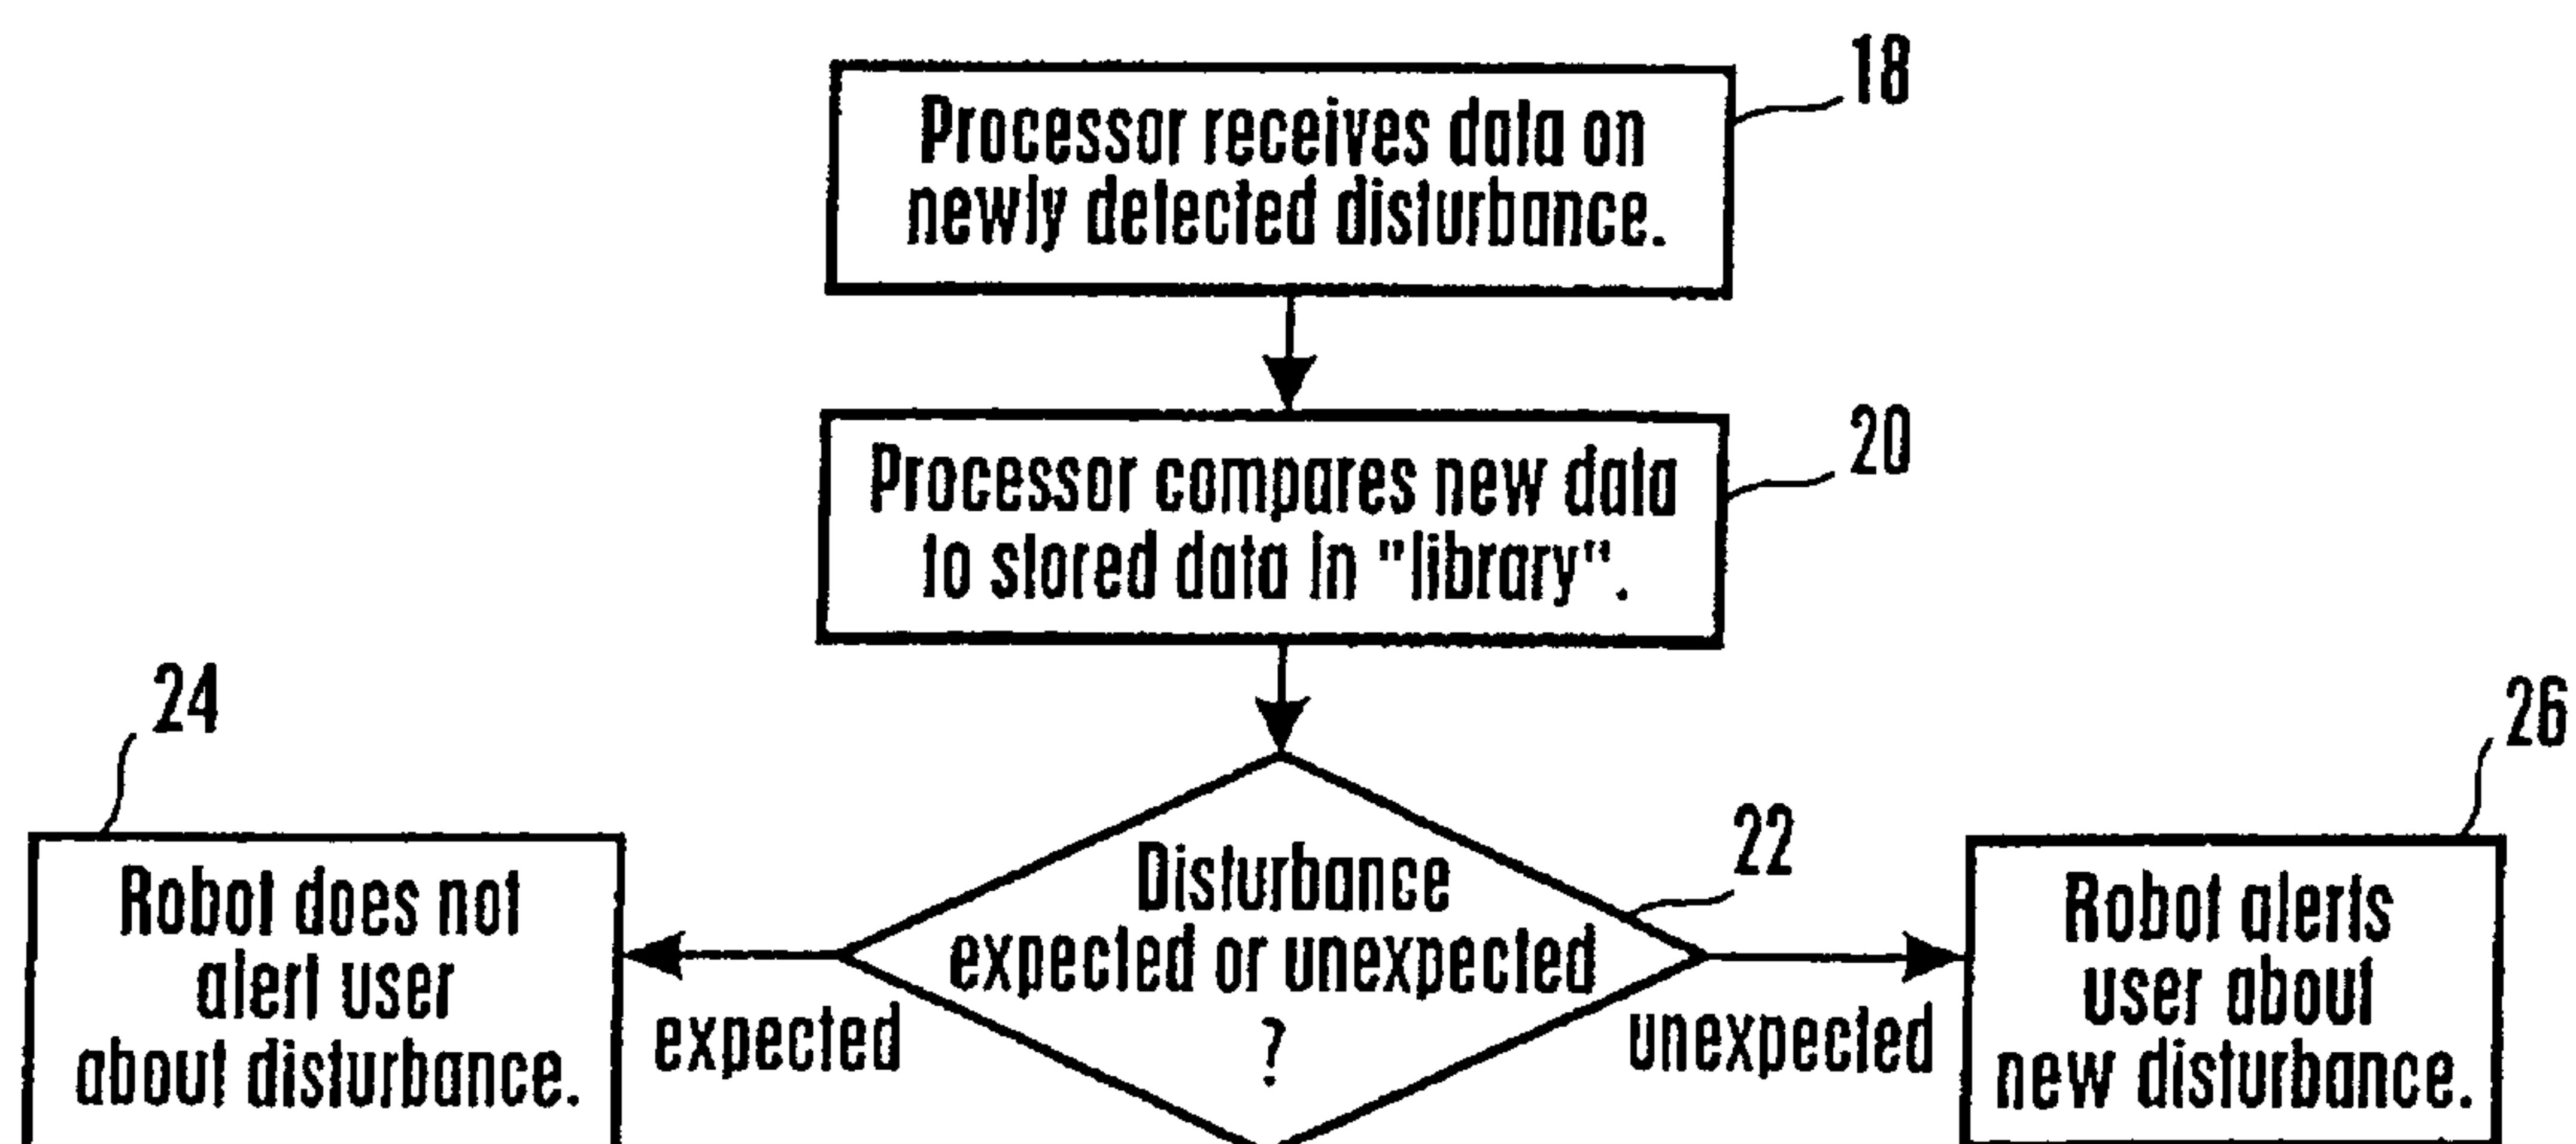 18
Processor receives data on
newly detected disturbance.
20
Processor compares new data
to stored data in "library".
24
26
22
Robot does not
alert user
about disturbance.
Disturbance
expected or unexpected
?
expected
unexpected
Robot alerts
user about
new disturbance.